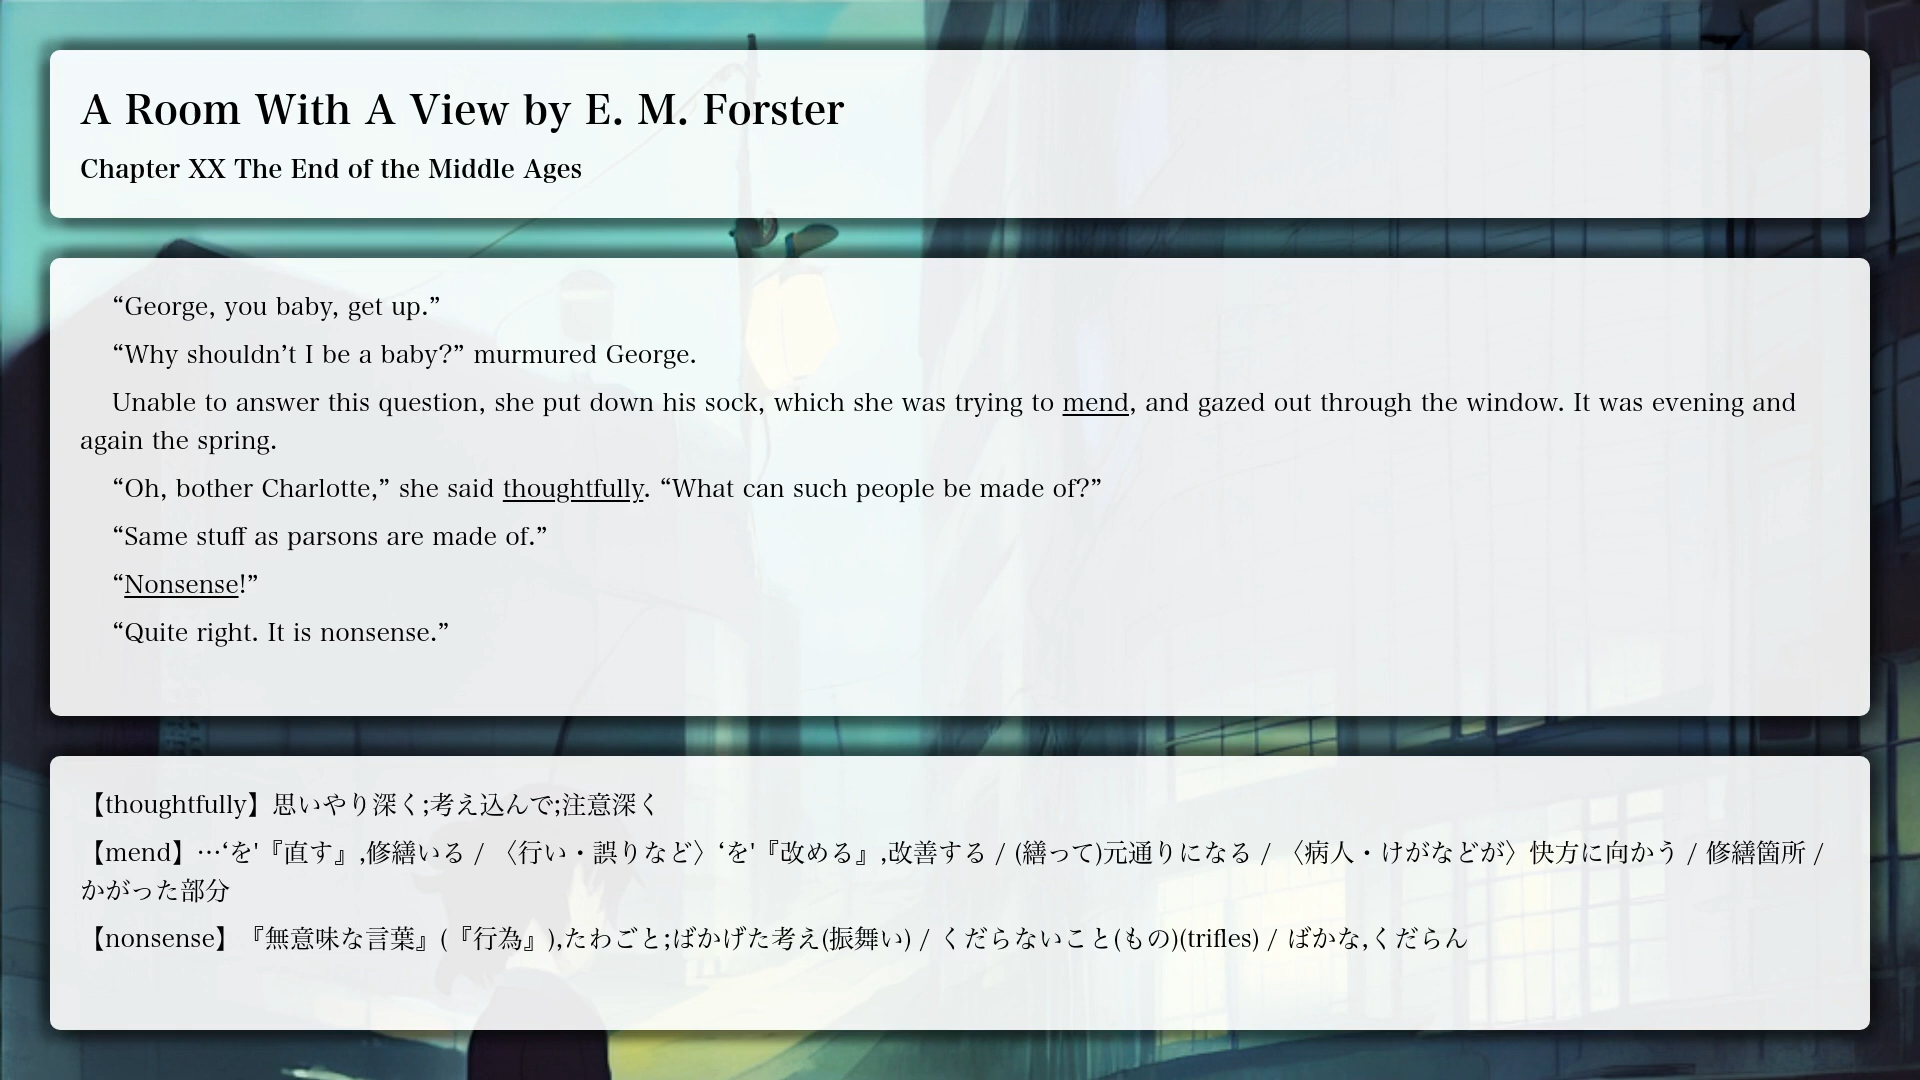 A Room With A View by E. M. Forster
Chapter XX The End of the Middle Ages
“George, you baby, get up.”
“Why shouldn’t I be a baby?” murmured George.
Unable to answer this question, she put down his sock, which she was trying to mend, and gazed out through the window. It was evening and
again the spring.
“Oh, bother Charlotte,” she said thoughtfully. “What can such people be made of?”
“Same stuff as parsons are made of.”
“Nonsense!”
“Quite right. It is nonsense.”
【thoughtfully】思いやり深く;考え込んで;注意深く
【mend】…‘を'『直す』,修繕いる / 〈行い・誤りなど〉‘を'『改める』,改善する / (繕って)元通りになる / 〈病人・けがなどが〉快方に向かう / 修繕箇所 /
かがった部分
【nonsense】『無意味な言葉』(『行為』),たわごと;ばかげた考え(振舞い) / くだらないこと(もの)(trifles) / ばかな,くだらん